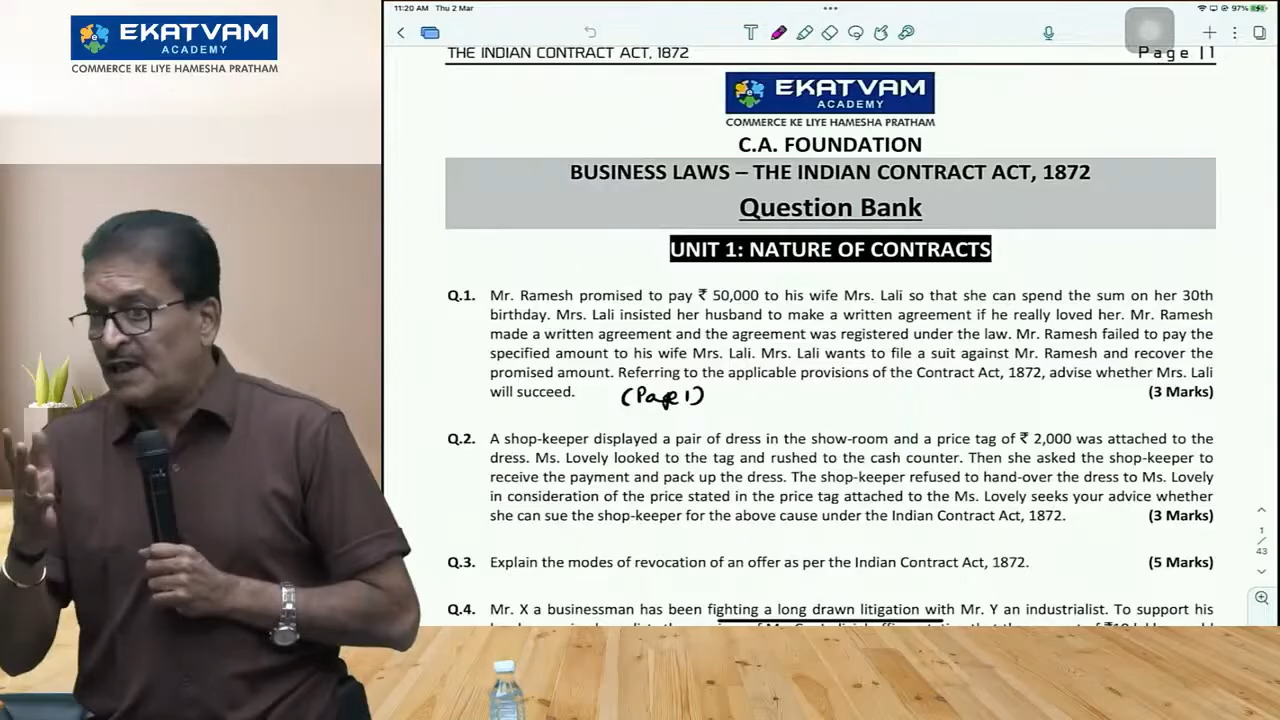 EKATVAM
ACADEMY
COMMERCE KE LIYE HAMESHA PRATHAM
11:20 AM Thu 2 Mar
97%
THE INDIAN CONTRACT ACT, 1872 Page | 1
EKATVAM
ACADEMY
COMMERCE KE LIYE HAMESHA PRATHAM
C.A. FOUNDATION
BUSINESS LAWS – THE INDIAN CONTRACT ACT, 1872
Question Bank
UNIT 1: NATURE OF CONTRACTS
Q.1. Mr. Ramesh promised to pay ₹ 50,000 to his wife Mrs. Lali so that she can spend the sum on her 30th
birthday. Mrs. Lali insisted her husband to make a written agreement if he really loved her. Mr. Ramesh
made a written agreement and the agreement was registered under the law. Mr. Ramesh failed to pay the
specified amount to his wife Mrs. Lali. Mrs. Lali wants to file a suit against Mr. Ramesh and recover the
promised amount. Referring to the applicable provisions of the Contract Act, 1872, advise whether Mrs. Lali
will succeed. (Page 1) (3 Marks)
Q.2. A shop-keeper displayed a pair of dress in the show-room and a price tag of ₹ 2,000 was attached to the
dress. Ms. Lovely looked to the tag and rushed to the cash counter. Then she asked the shop-keeper to
receive the payment and pack up the dress. The shop-keeper refused to hand-over the dress to Ms. Lovely
in consideration of the price stated in the price tag attached to the Ms. Lovely seeks your advice whether
she can sue the shop-keeper for the above cause under the Indian Contract Act, 1872. (3 Marks)
Q.3. Explain the modes of revocation of an offer as per the Indian Contract Act, 1872. (5 Marks)
Q.4. Mr. X a businessman has been fighting a long drawn litigation with Mr. Y an industrialist. To support his
1
/
43